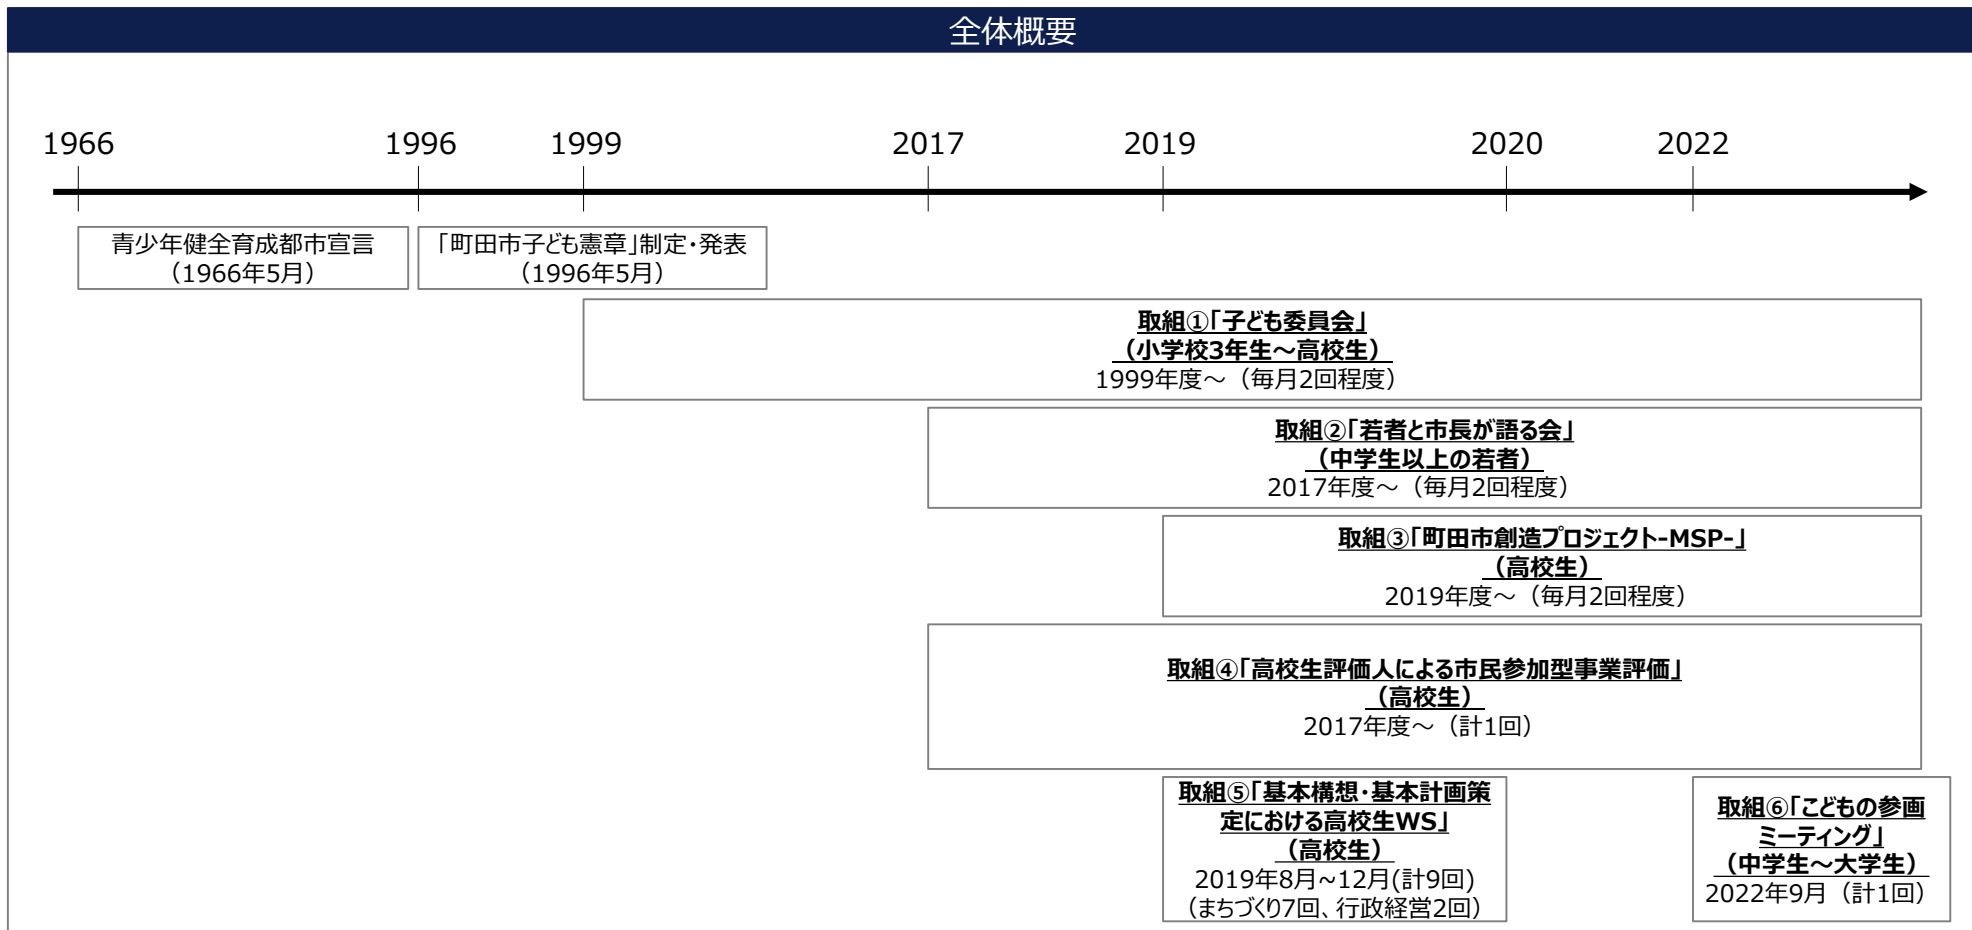 全体概要
1966
1996
1999
2017
2019
2020
2022
青少年健全育成都市宣言
（1966年5月）
「町田市子ども憲章」制定・発表
（1996年5月）
取組①「子ども委員会」
（小学校3年生～高校生）
1999年度～（毎月2回程度）
取組②「若者と市長が語る会」
（中学生以上の若者）
2017年度～（毎月2回程度）
取組③「町田市創造プロジェクト-MSP-」
（高校生）
2019年度～（毎月2回程度）
取組④「高校生評価人による市民参加型事業評価」
（高校生）
2017年度～（計1回）
取組⑤「基本構想・基本計画策
定における高校生WS」
（高校生）
2019年8月~12月(計9回)
（まちづくり7回、行政経営2回）
取組⑥「こどもの参画
ミーティング」
（中学生～大学生）
2022年9月（計1回）